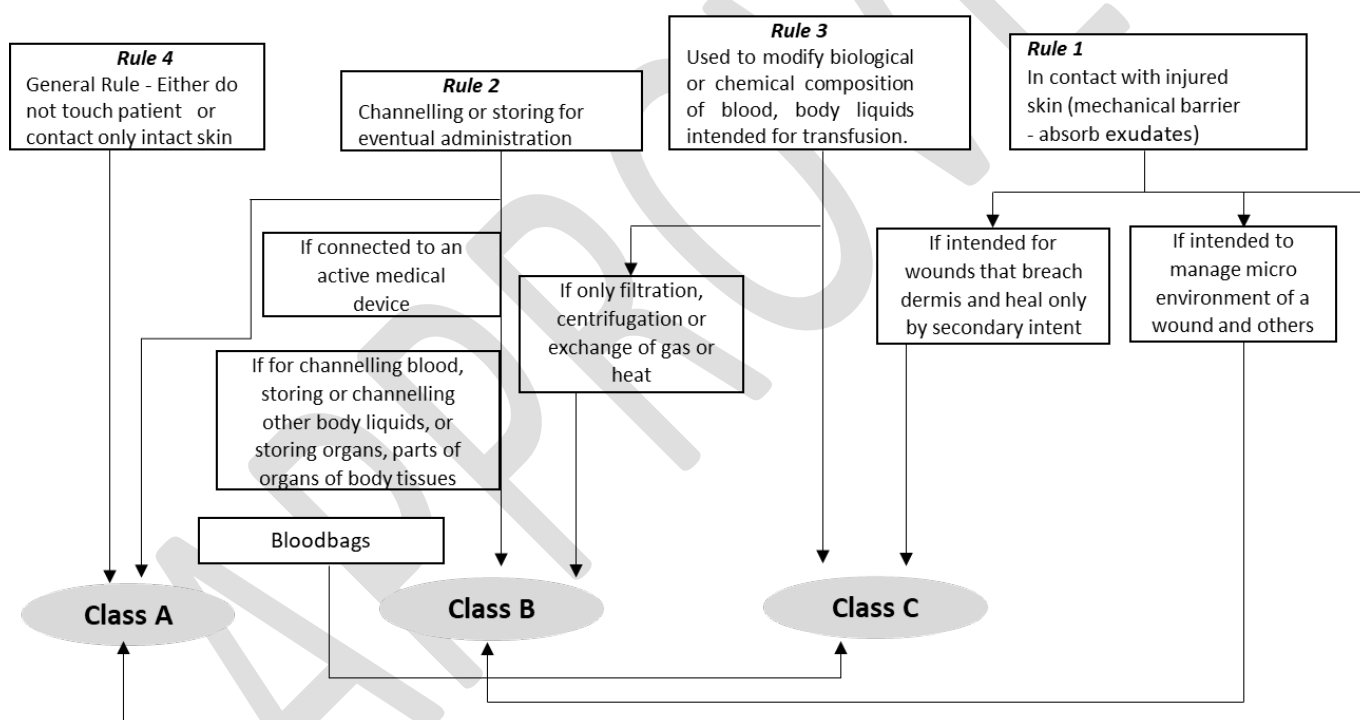 Rule 4
General Rule - Either do
not touch patient or
contact only intact skin
Rule 2
Channelling or storing for
eventual administration
Rule 3
Used to modify biological
or chemical composition
of blood, body liquids
intended for transfusion.
Rule 1
In contact with injured
skin (mechanical barrier
- absorb exudates)
If connected to an
active medical
device
If only filtration,
centrifugation or
exchange of gas or
heat
If intended for
wounds that breach
dermis and heal only
by secondary intent
If intended to
manage micro
environment of a
wound and others
If for channelling blood,
storing or channelling
other body liquids, or
storing organs, parts of
organs of body tissues
Bloodbags
Class A
Class B
Class C
APPROVE